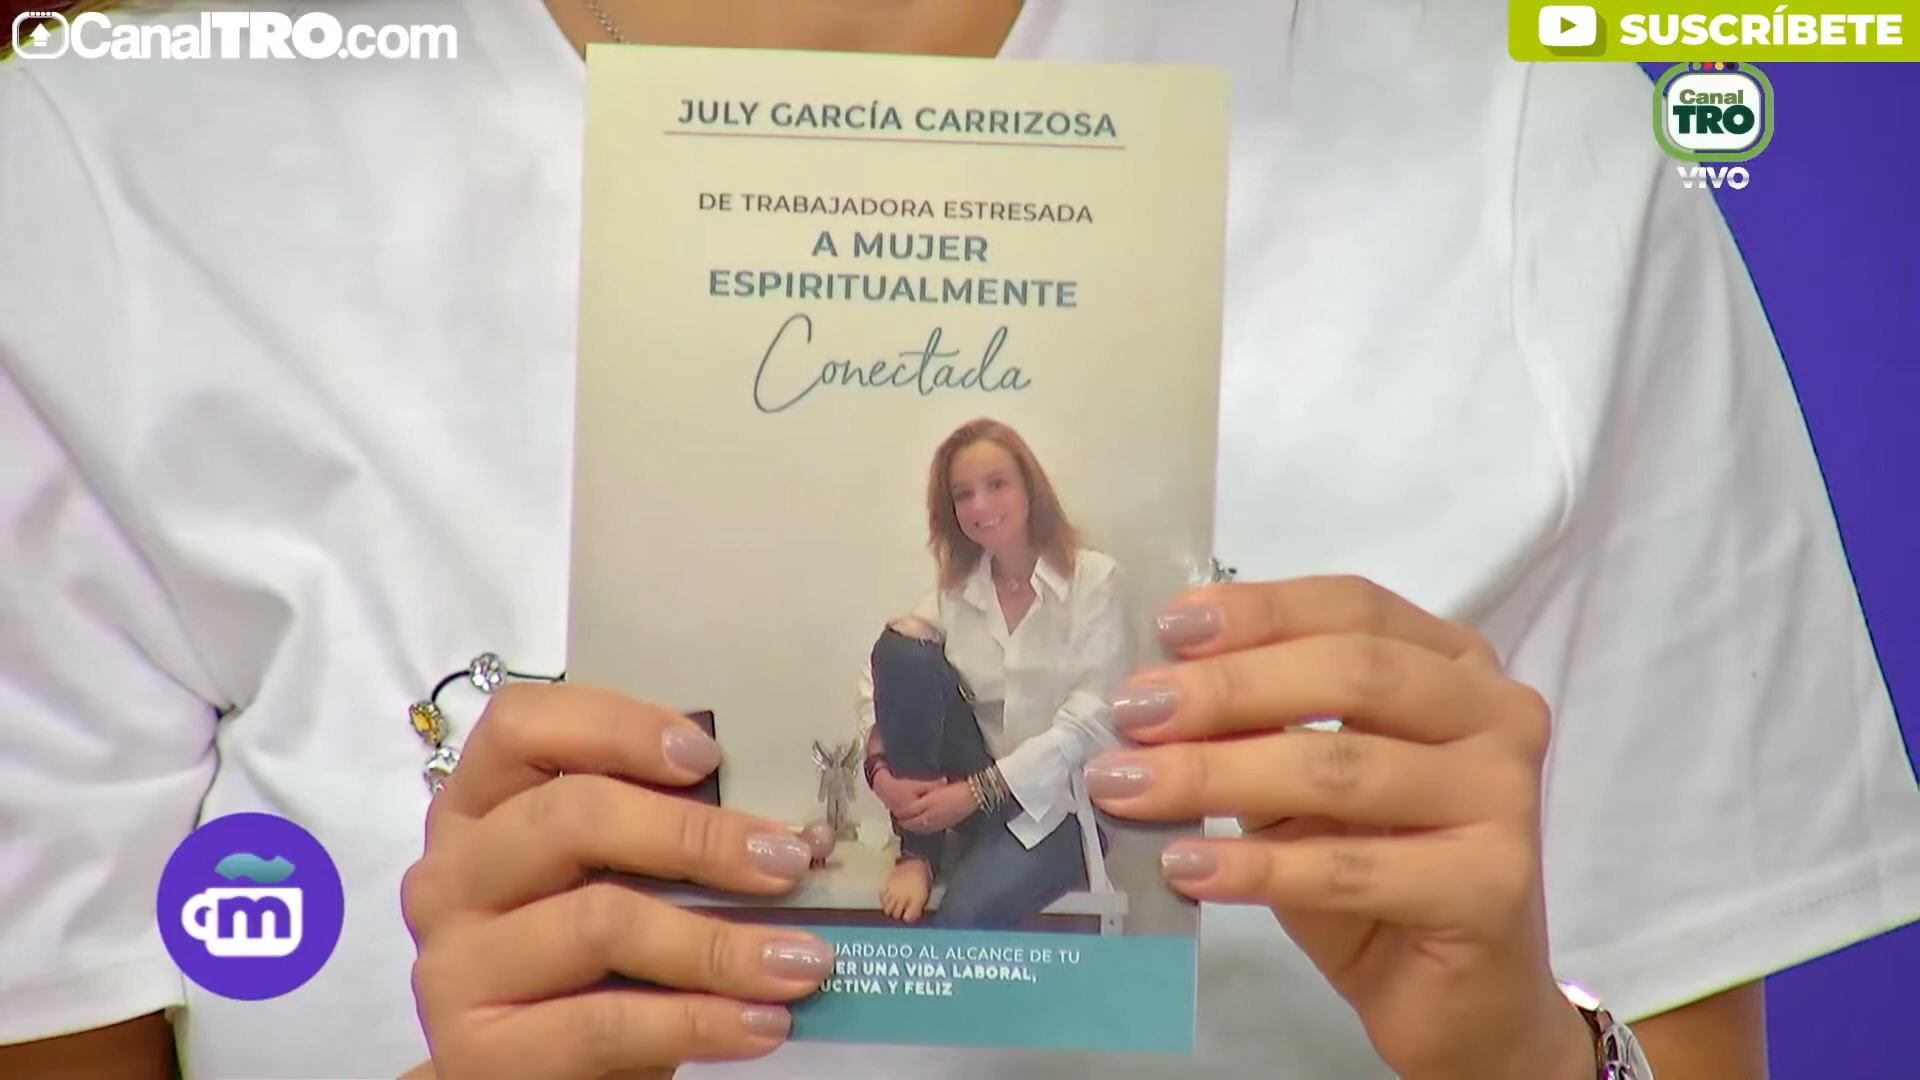 CanalTRO.com
SUSCRÍBETE
Canal
TRO
VIVO
JULY GARCÍA CARRIZOSA
DE TRABAJADORA ESTRESADA
A MUJER
ESPIRITUALMENTE
Conectada
AL ALCANCE DE TU
UNA VIDA LABORAL,
Y FELIZ
m